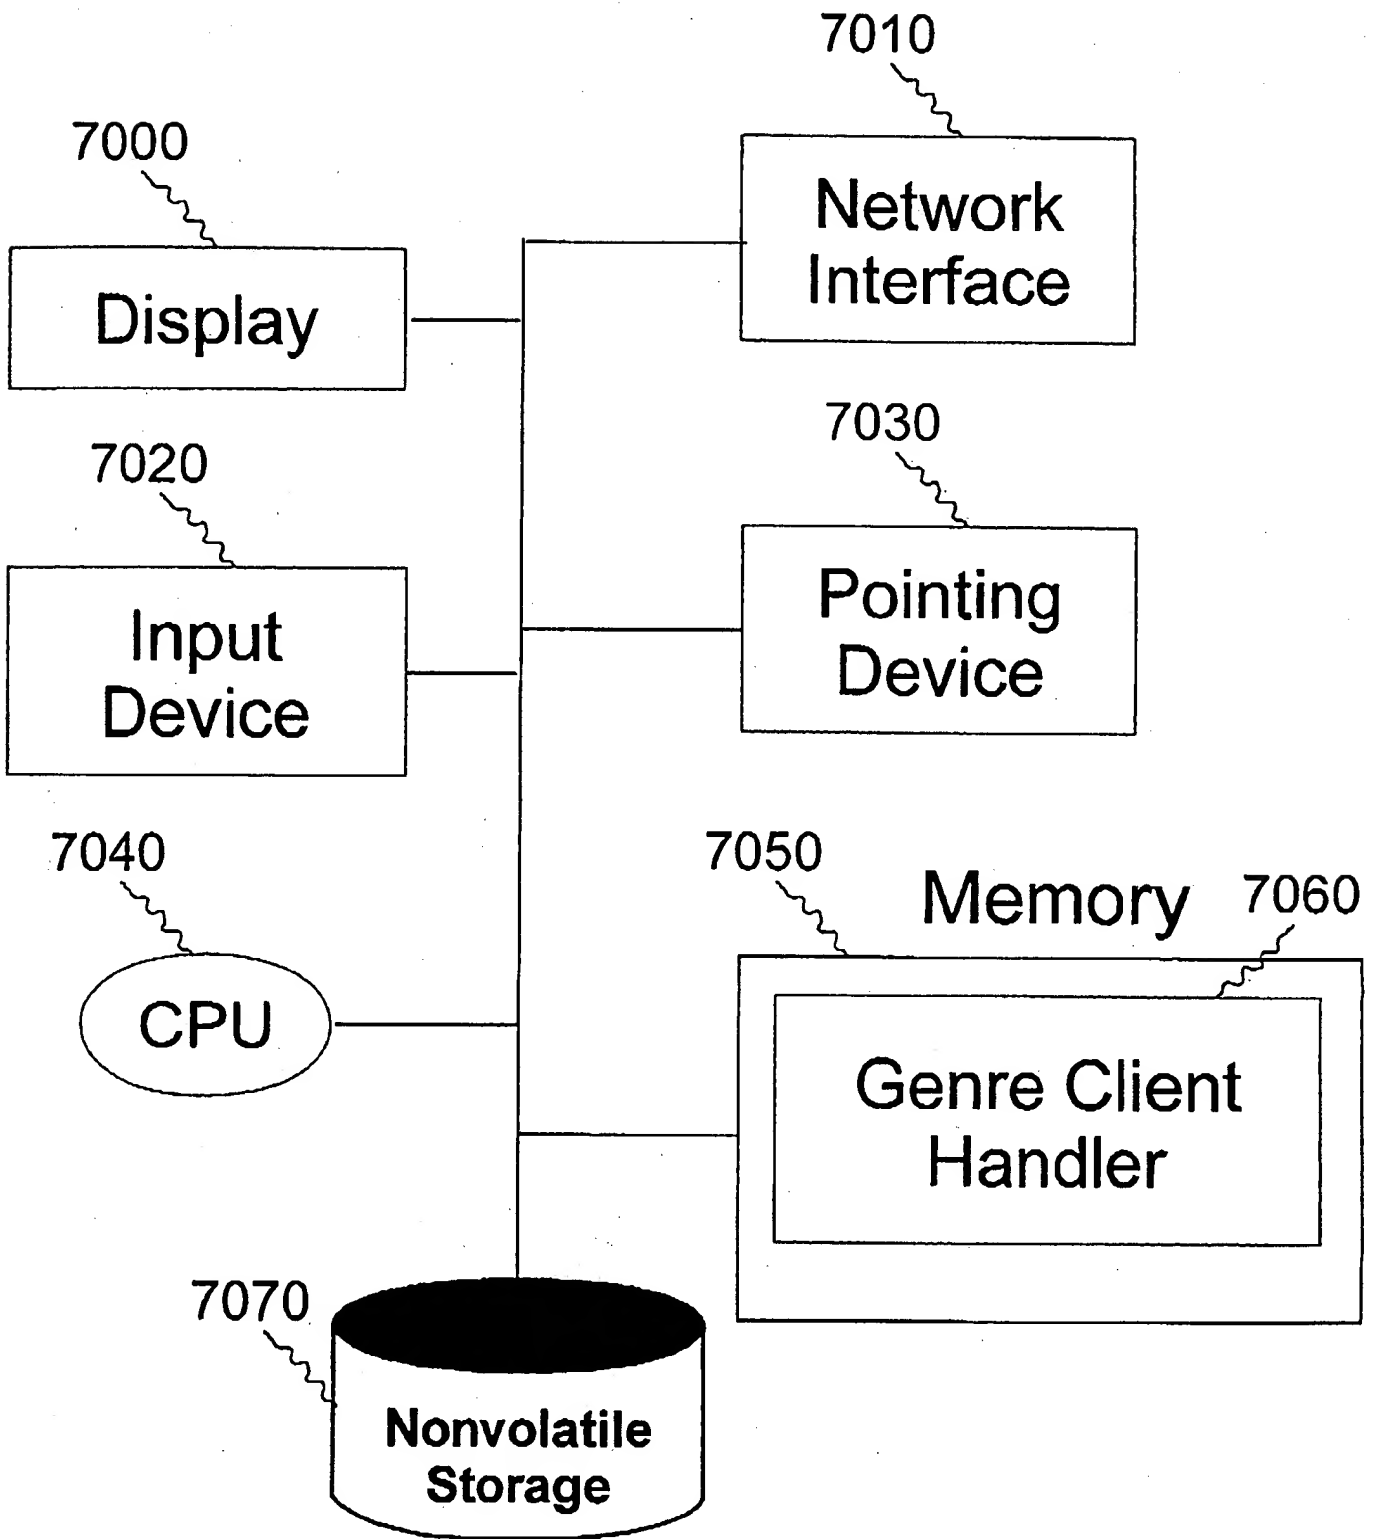 7010
7000
Network
Interface
Display
7030
7020
Pointing
Device
Input
Device
7040
7050
Memory
7060
CPU
Genre Client
Handler
7070
Nonvolatile
Storage